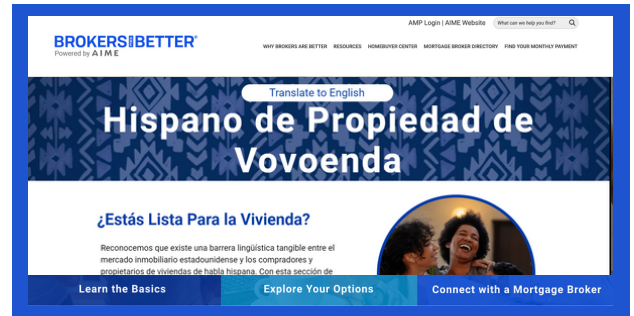 AMP Login | AIME Website What can we help you find?
BROKERS ARE BETTER®
Powered by AIME
WHY BROKERS ARE BETTER RESOURCES HOMEBUYER CENTER MORTGAGE BROKER DIRECTORY FIND YOUR MONTHLY PAYMENT
Translate to English
Hispano de Propiedad de
Vovoenda
¿Estás Lista Para la Vivienda?
Reconocemos que existe una barrera lingüística tangible entre el
mercado inmobiliario estadounidense y los compradores y
propietarios de viviendas de habla hispana. Con esta sección de
Learn the Basics Explore Your Options Connect with a Mortgage Broker